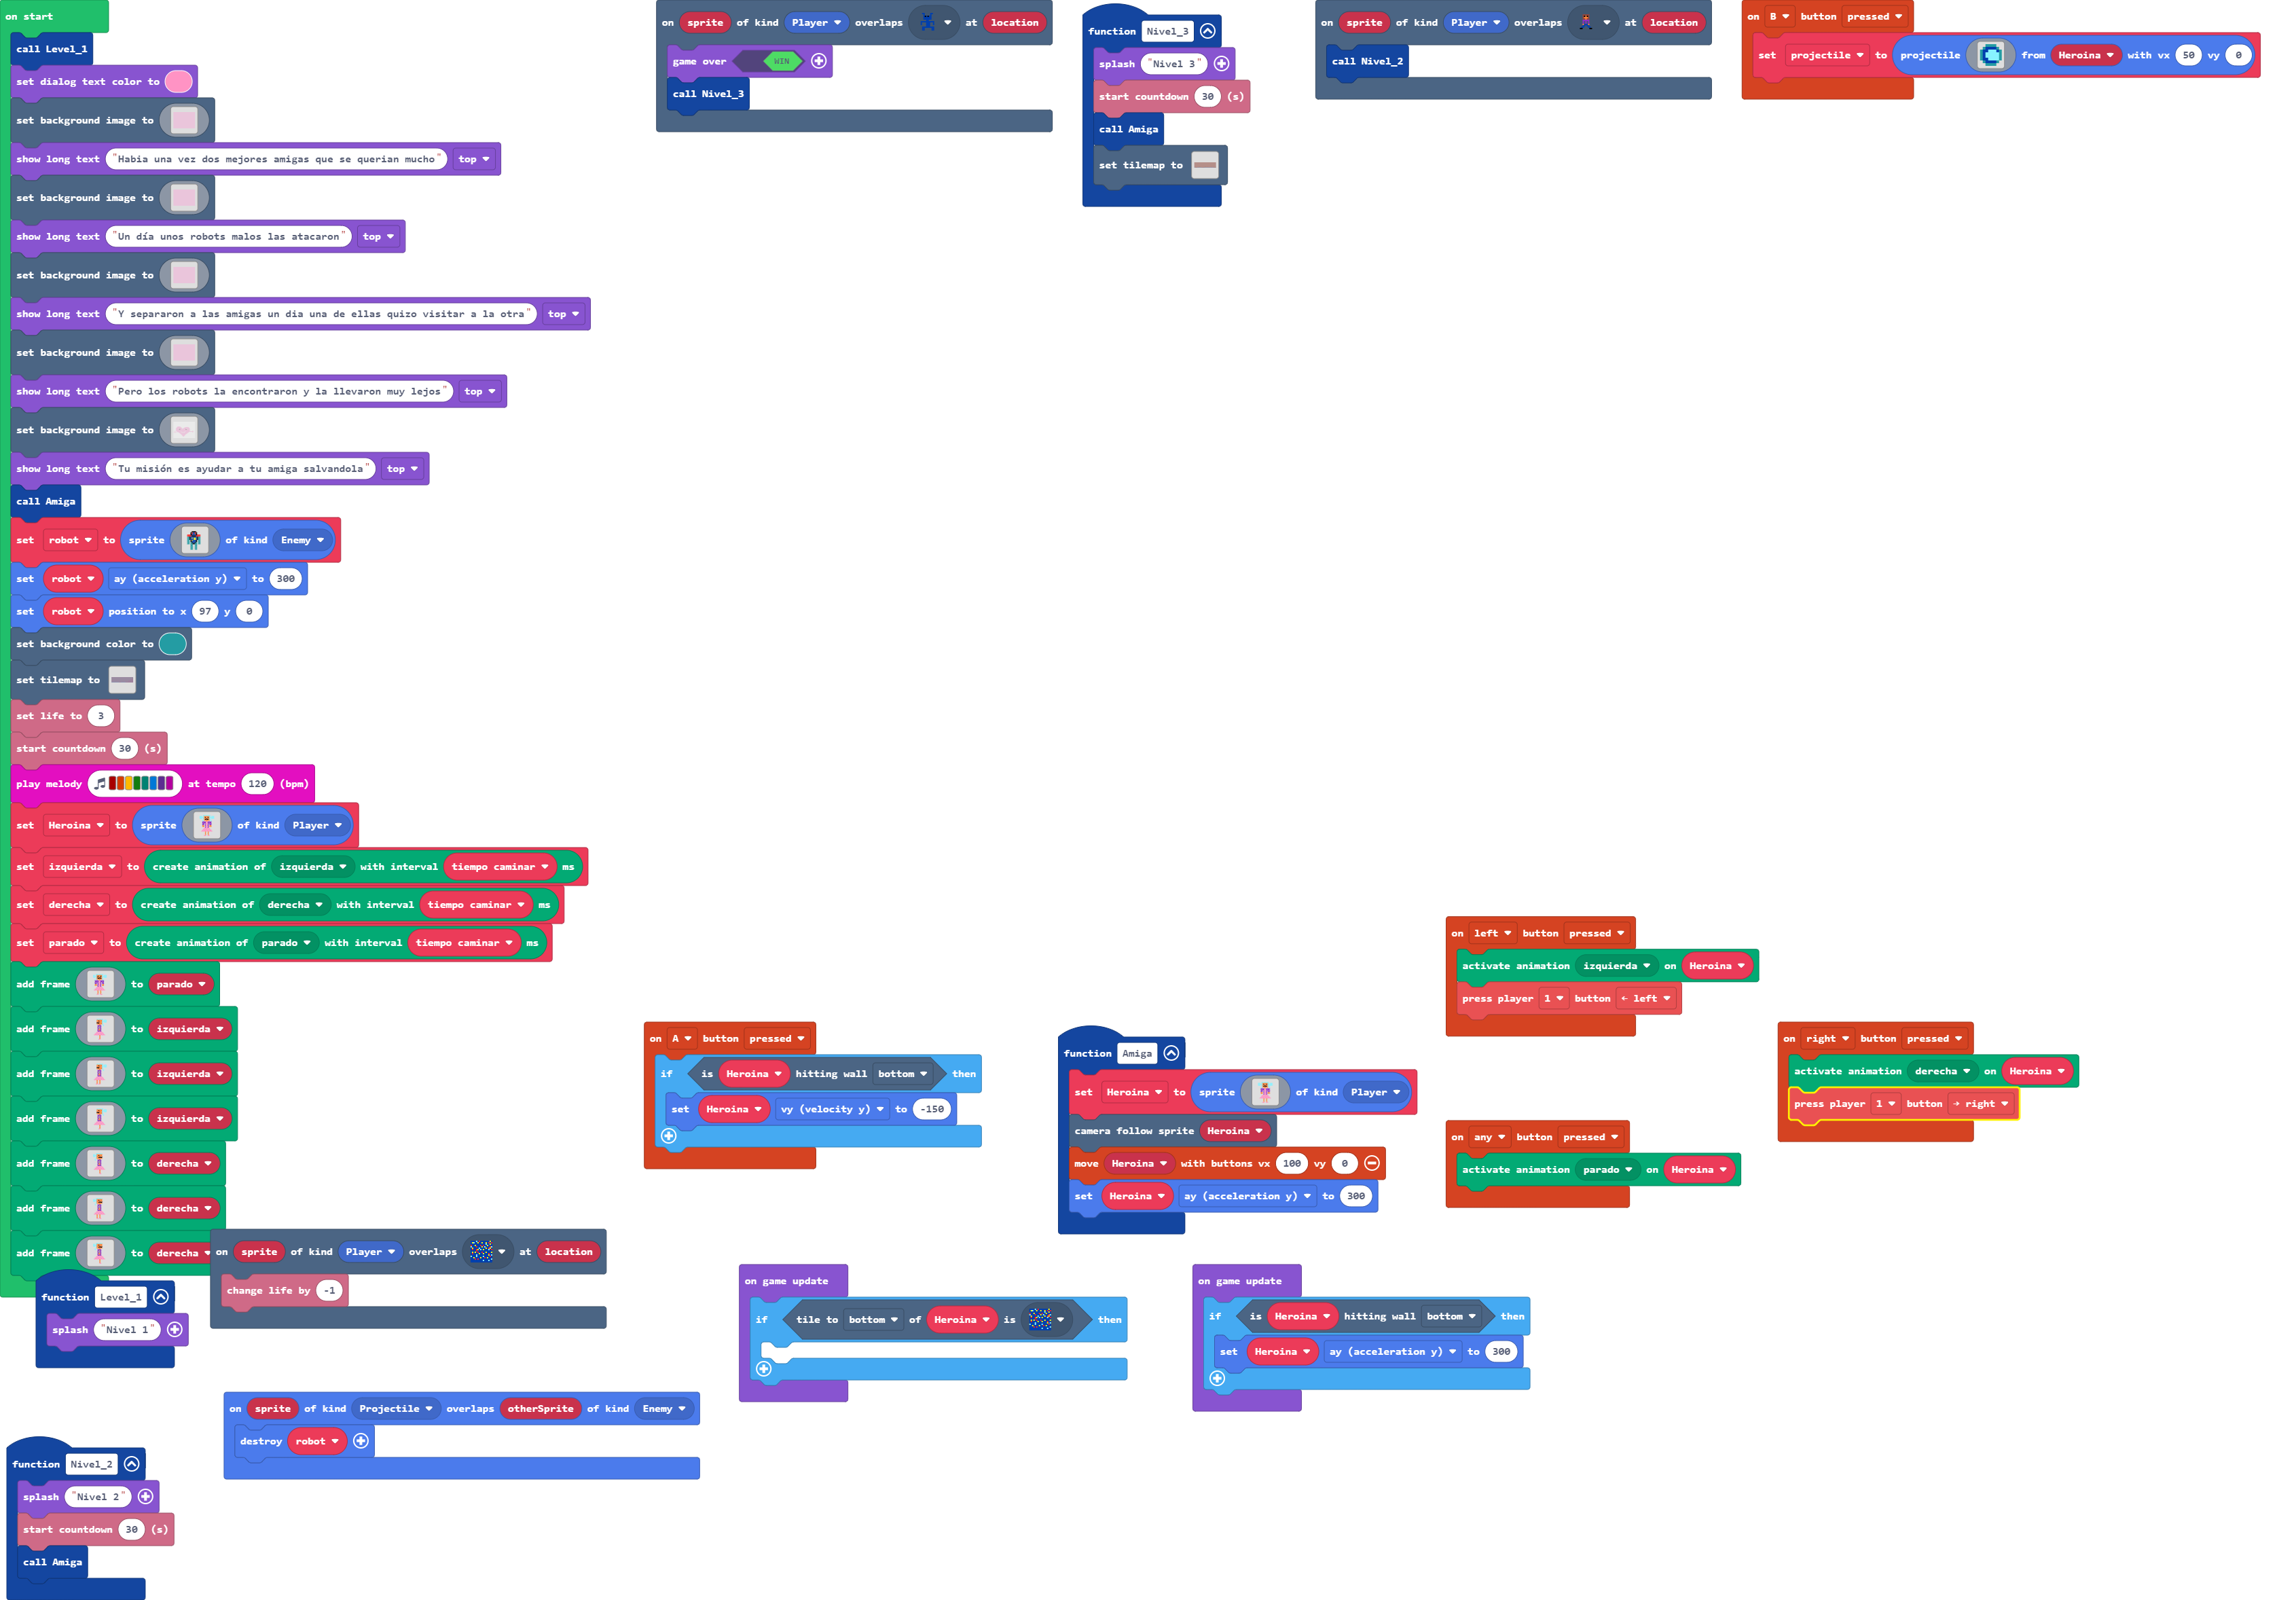 on start
call Level_1
set dialog text color to
set background image to
show long text "Habia una vez dos mejores amigas que se querian mucho" top
set background image to
show long text "Un día unos robots malos las atacaron" top
set background image to
show long text "Y separaron a las amigas un dia una de ellas quizo visitar a la otra" top
set background image to
show long text "Pero los robots la encontraron y la llevaron muy lejos" top
set background image to
show long text "Tu misión es ayudar a tu amiga salvandola" top
call Amiga
set robot to sprite of kind Enemy
set robot ay (acceleration y) to 300
set robot position to x 97 y 0
set background color to
set tilemap to
set life to 3
start countdown 30 (s)
play melody at tempo 120 (bpm)
set Heroina to sprite of kind Player
set izquierda to create animation of izquierda with interval tiempo caminar ms
set derecha to create animation of derecha with interval tiempo caminar ms
set parado to create animation of parado with interval tiempo caminar ms
add frame to parado
add frame to izquierda
add frame to izquierda
add frame to izquierda
add frame to derecha
add frame to derecha
add frame to derecha
on sprite of kind Player overlaps at location
game over WIN
call Nivel_3
function Nivel_3
splash "Nivel 3"
start countdown 30 (s)
call Amiga
set tilemap to
on sprite of kind Player overlaps at location
call Nivel_2
on B button pressed
set projectile to projectile from Heroina with vx 50 vy 0
on left button pressed
activate animation izquierda on Heroina
press player 1 button ← left
on right button pressed
activate animation derecha on Heroina
press player 1 button → right
on A button pressed
if is Heroina hitting wall bottom then
set Heroina vy (velocity y) to -150
function Amiga
set Heroina to sprite of kind Player
camera follow sprite Heroina
move Heroina with buttons vx 100 vy 0
set Heroina ay (acceleration y) to 300
on any button pressed
activate animation parado on Heroina
on sprite of kind Player overlaps at location
change life by -1
function Level_1
splash "Nivel 1"
on game update
if tile to bottom of Heroina is then
on game update
if is Heroina hitting wall bottom then
set Heroina ay (acceleration y) to 300
on sprite of kind Projectile overlaps otherSprite of kind Enemy
destroy robot
function Nivel_2
splash "Nivel 2"
start countdown 30 (s)
call Amiga